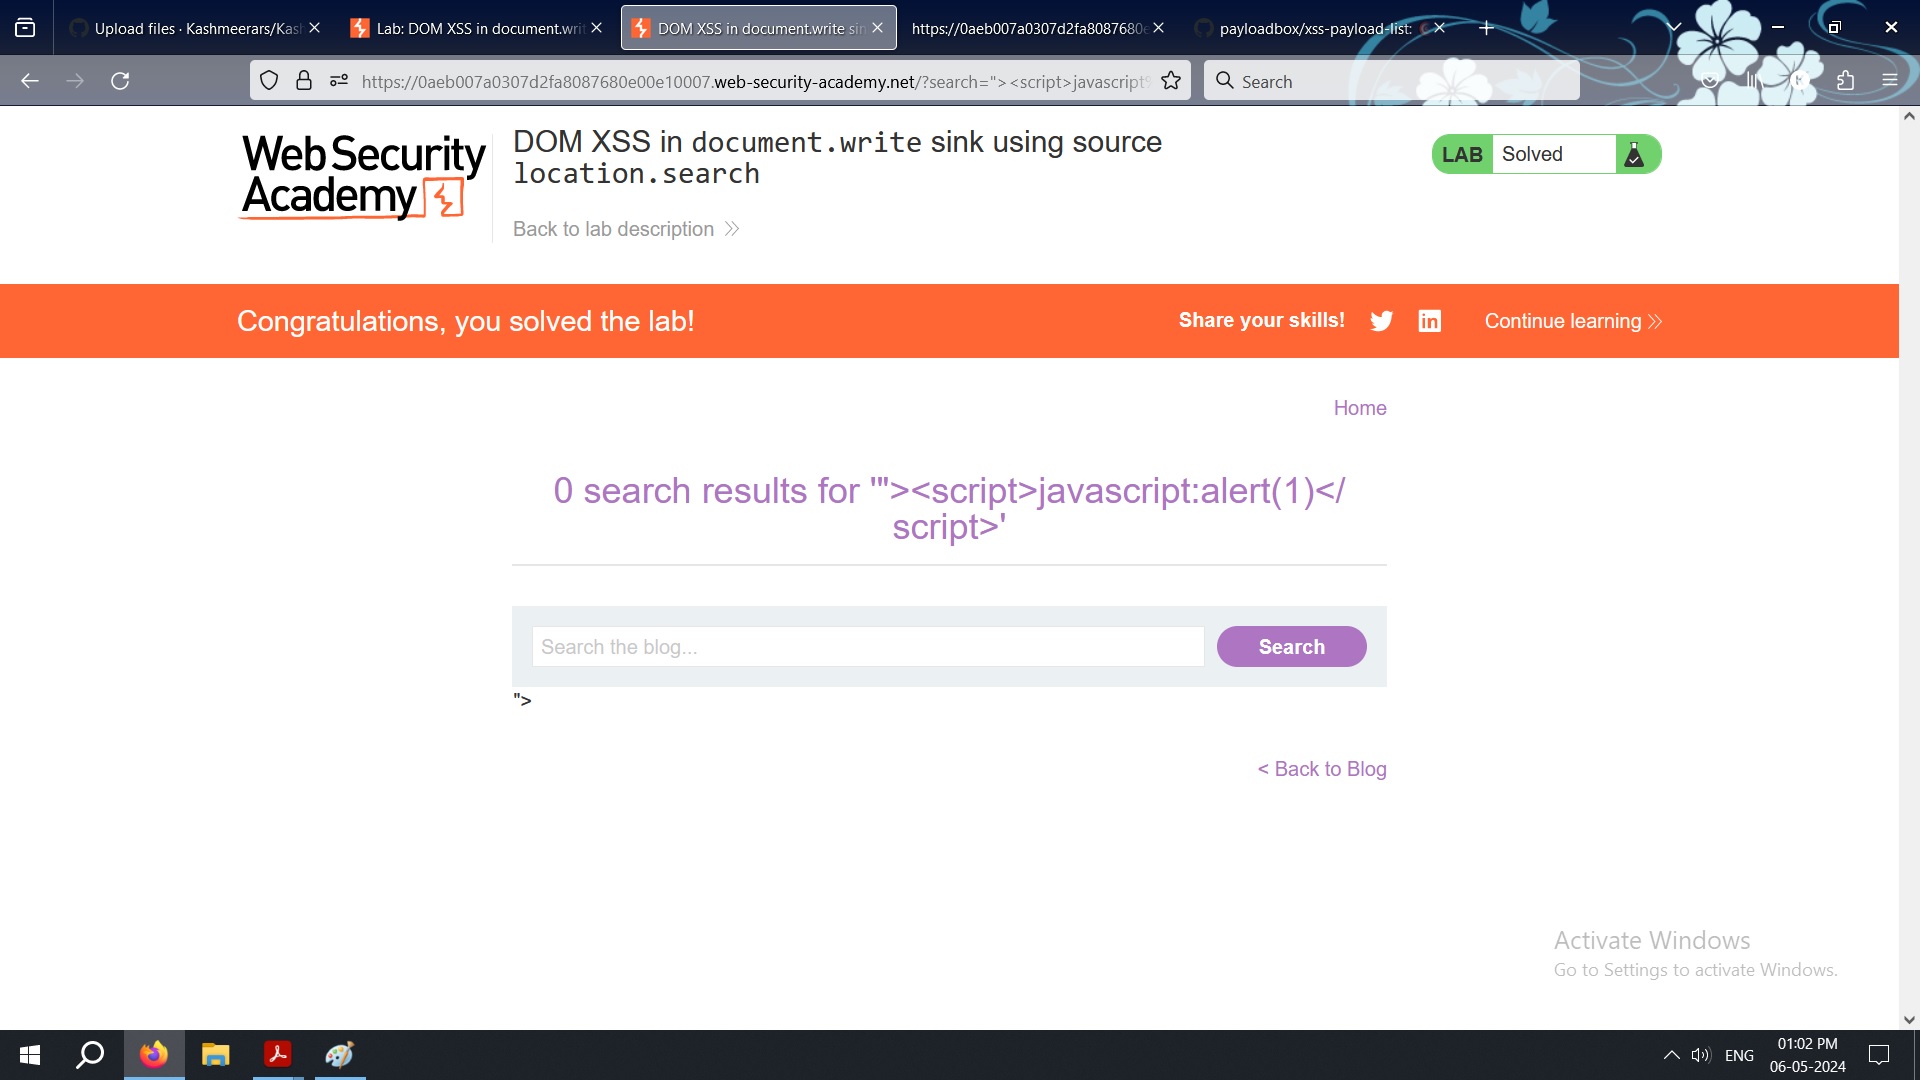 Upload files · Kashmeerars/Kash
Lab: DOM XSS in document.writ
DOM XSS in document.write sin
https://0aeb007a0307d2fa8087680e
payloadbox/xss-payload-list:
https://0aeb007a0307d2fa8087680e00e10007.web-security-academy.net/?search="><script>javascript%
Search
Web Security
Academy
DOM XSS in document.write sink using source
location.search
Back to lab description
LAB Solved
Congratulations, you solved the lab!
Share your skills!
Continue learning
Home
0 search results for '"><script>javascript:alert(1)</
script>'
Search the blog...
Search
">
< Back to Blog
Activate Windows
Go to Settings to activate Windows.
ENG
01:02 PM
06-05-2024